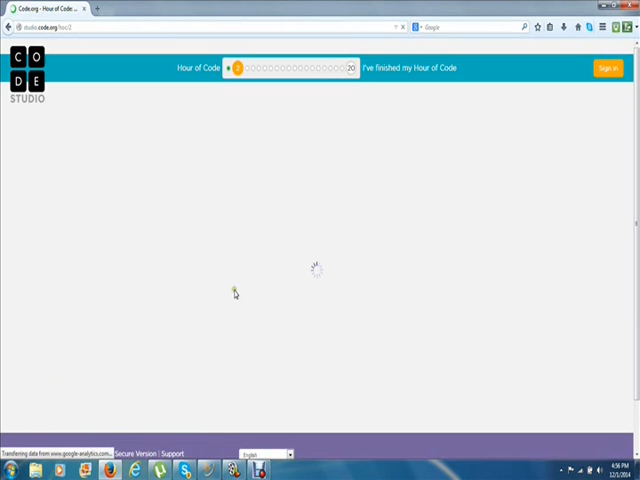 Code.org - Hour of Code: ...
studio.code.org/hoc/2
Google
C O
D E
STUDIO
Hour of Code
2
20
I've finished my Hour of Code
Sign in
Transferring data from www.google-analytics.com...
Secure Version | Support
English
4:56 PM
12/1/2014